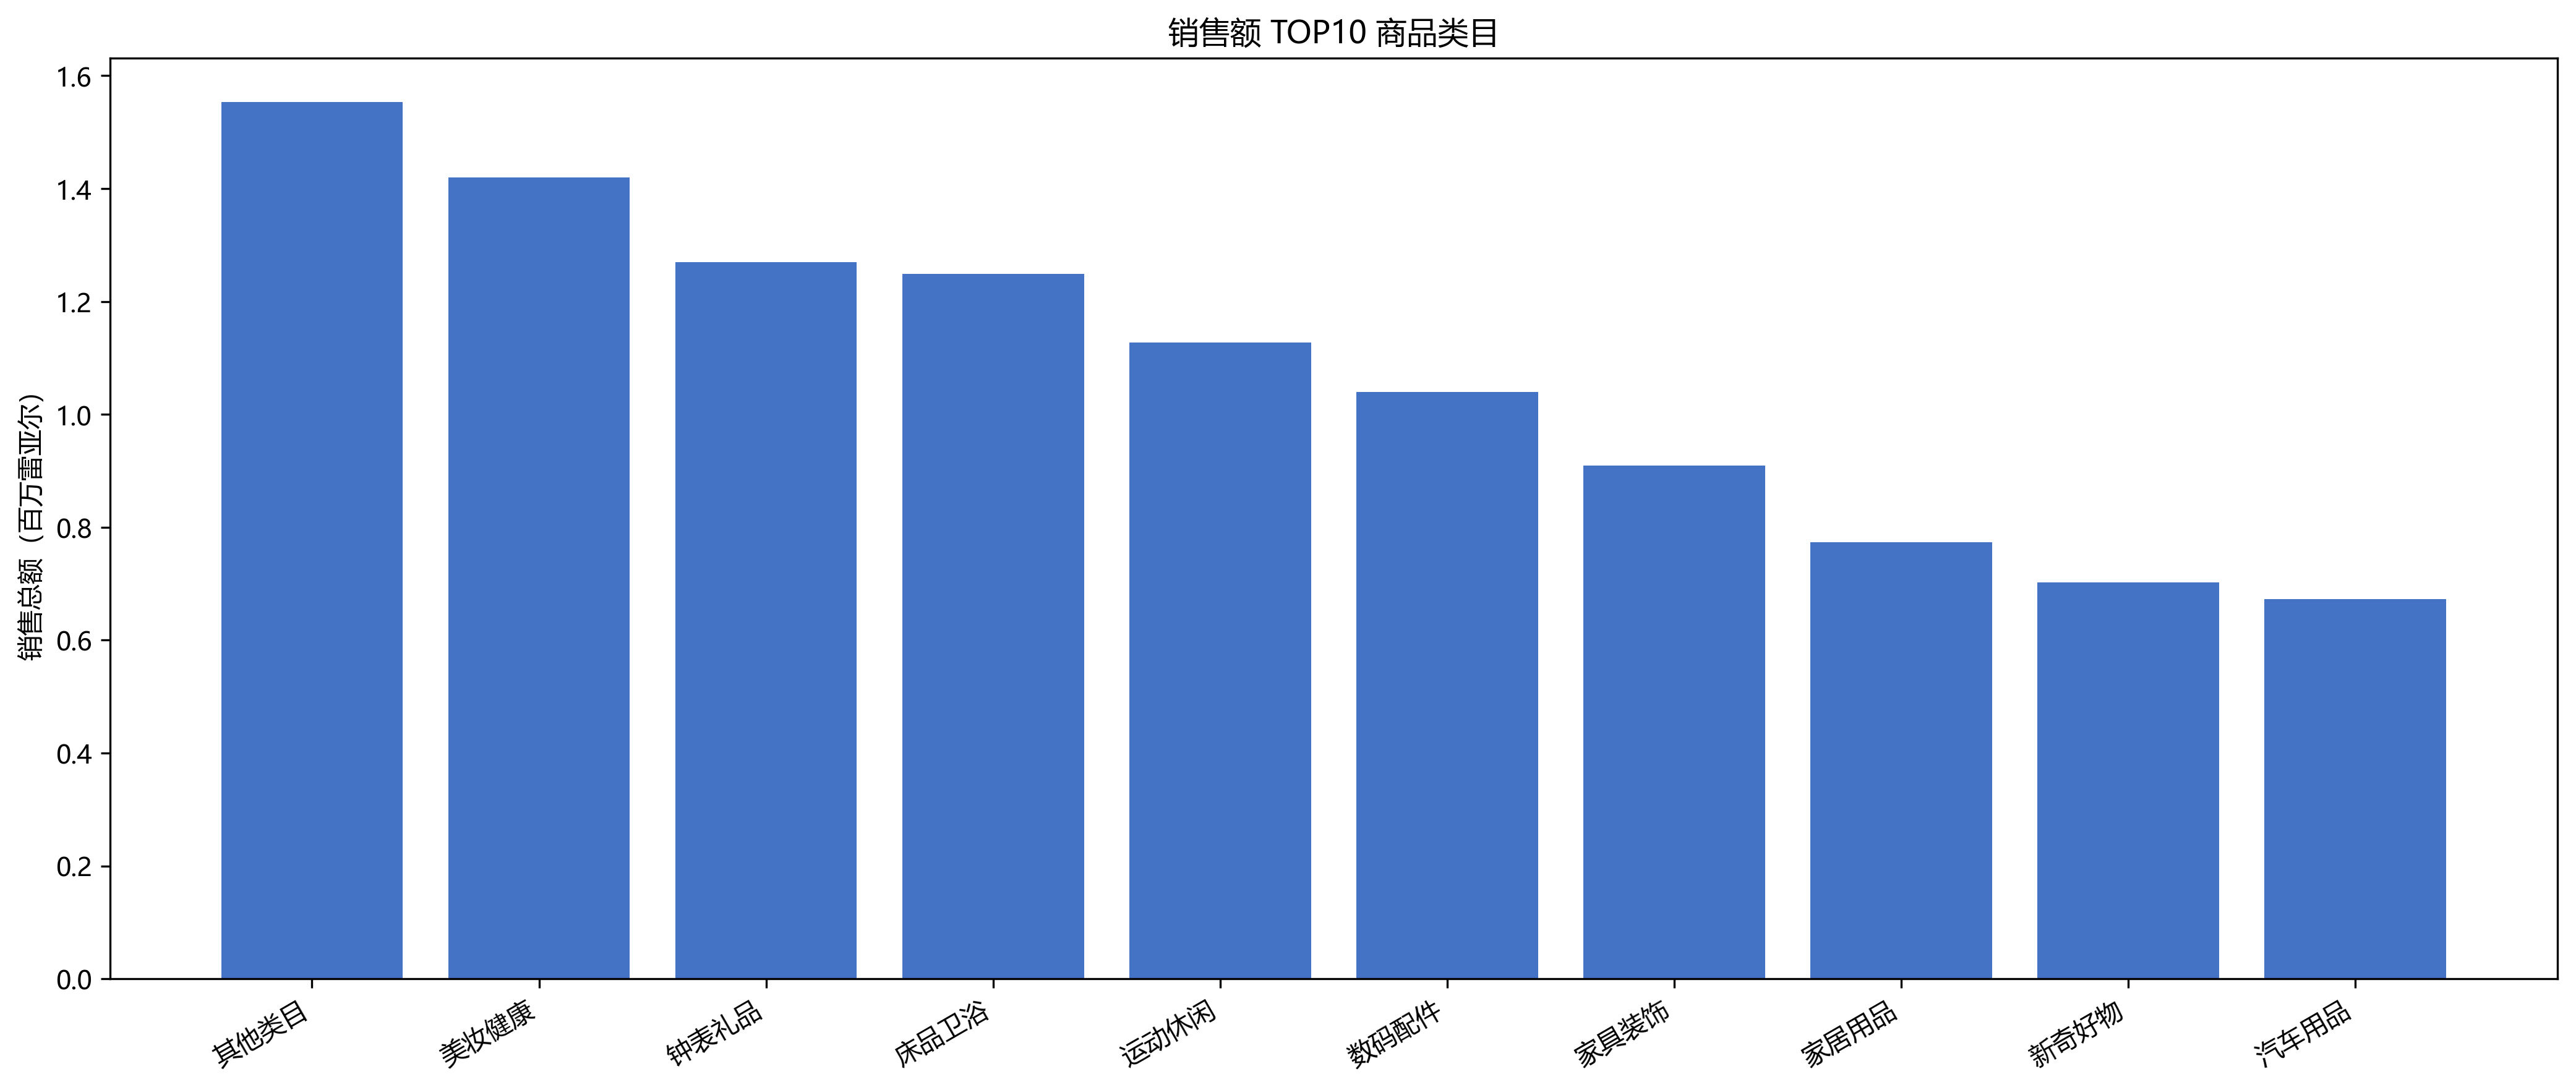 销售额 TOP10 商品类目
销售总额（百万雷亚尔）
1.6
1.4
1.2
1.0
0.8
0.6
0.4
0.2
0.0
其他类目
美妆健康
钟表礼品
床品卫浴
运动休闲
数码配件
家具装饰
家居用品
新奇好物
汽车用品